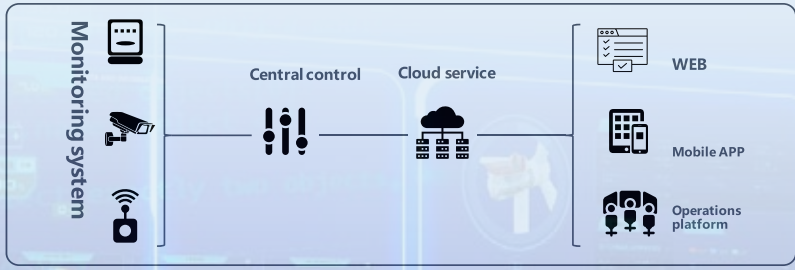 Monitoring system
Central control
Cloud service
WEB
Mobile APP
Operations
platform